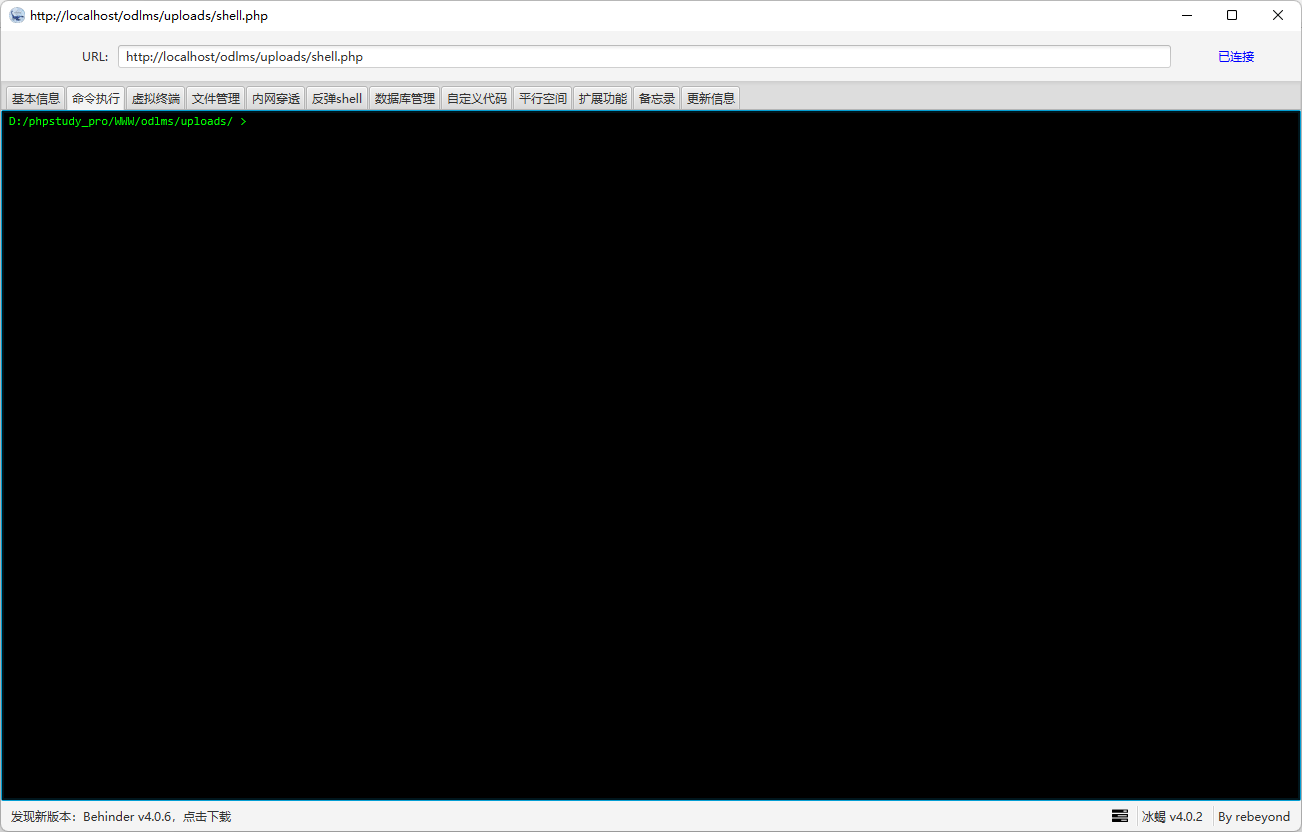 http://localhost/odlms/uploads/shell.php
URL: http://localhost/odlms/uploads/shell.php 已连接
基本信息 命令执行 虚拟终端 文件管理 内网穿透 反弹shell 数据库管理 自定义代码 平行空间 扩展功能 备忘录 更新信息
D:/phpstudy_pro/WWW/odlms/uploads/ >
发现新版本：Behinder v4.0.6，点击下载 冰蝎 v4.0.2 By rebeyond